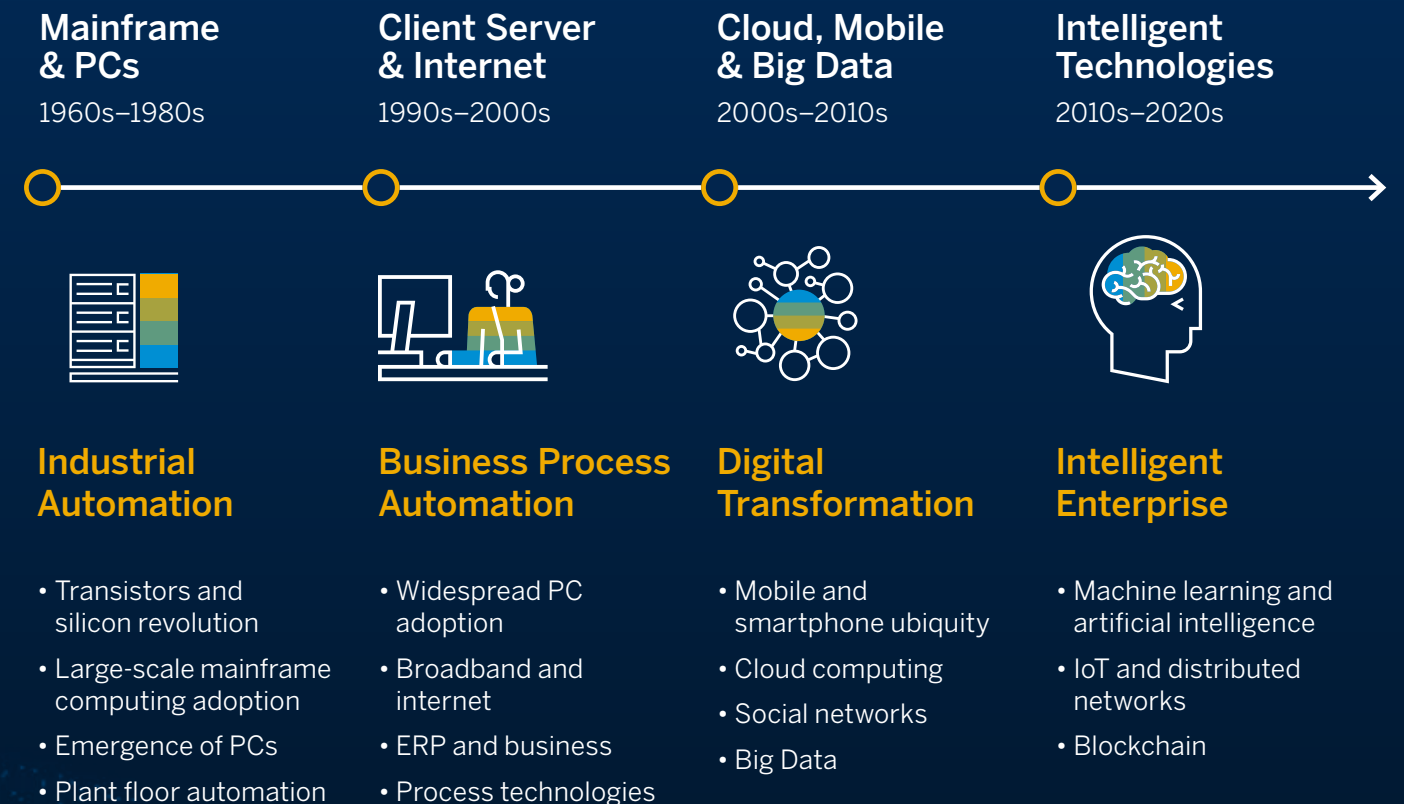 Mainframe
& PCs
1960s–1980s
Client Server
& Internet
1990s–2000s
Cloud, Mobile
& Big Data
2000s–2010s
Intelligent
Technologies
2010s–2020s
Industrial
Automation
• Transistors and
silicon revolution
• Large-scale mainframe
computing adoption
• Emergence of PCs
• Plant floor automation
Business Process
Automation
• Widespread PC
adoption
• Broadband and
internet
• ERP and business
• Process technologies
Digital
Transformation
• Mobile and
smartphone ubiquity
• Cloud computing
• Social networks
• Big Data
Intelligent
Enterprise
• Machine learning and
artificial intelligence
• IoT and distributed
networks
• Blockchain